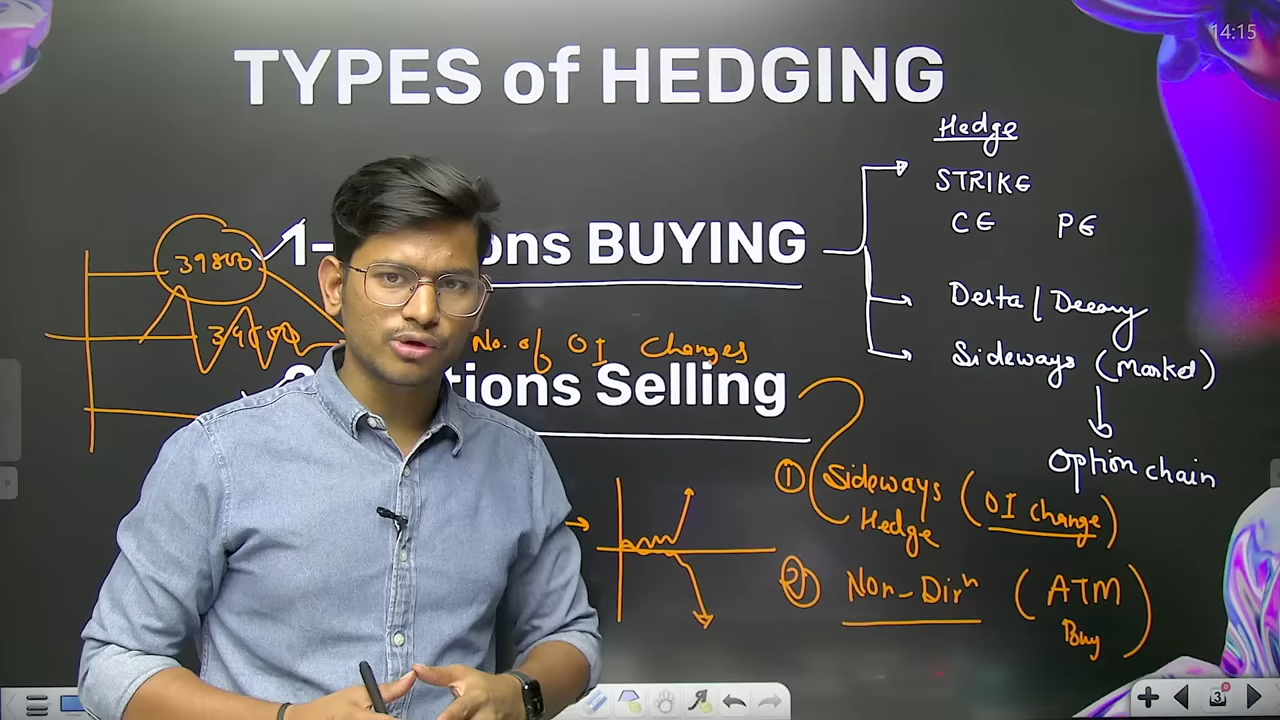 14:15
TYPES of HEDGING
Hedge
STRIKE
CE PE
1- ons BUYING
39800
Delta / Decay
No. of OI Changes
Sideways (Market)
tions Selling
Option chain
① Sideways (OI change)
Hedge
② Non-Dirⁿ (ATM
Buy)
3